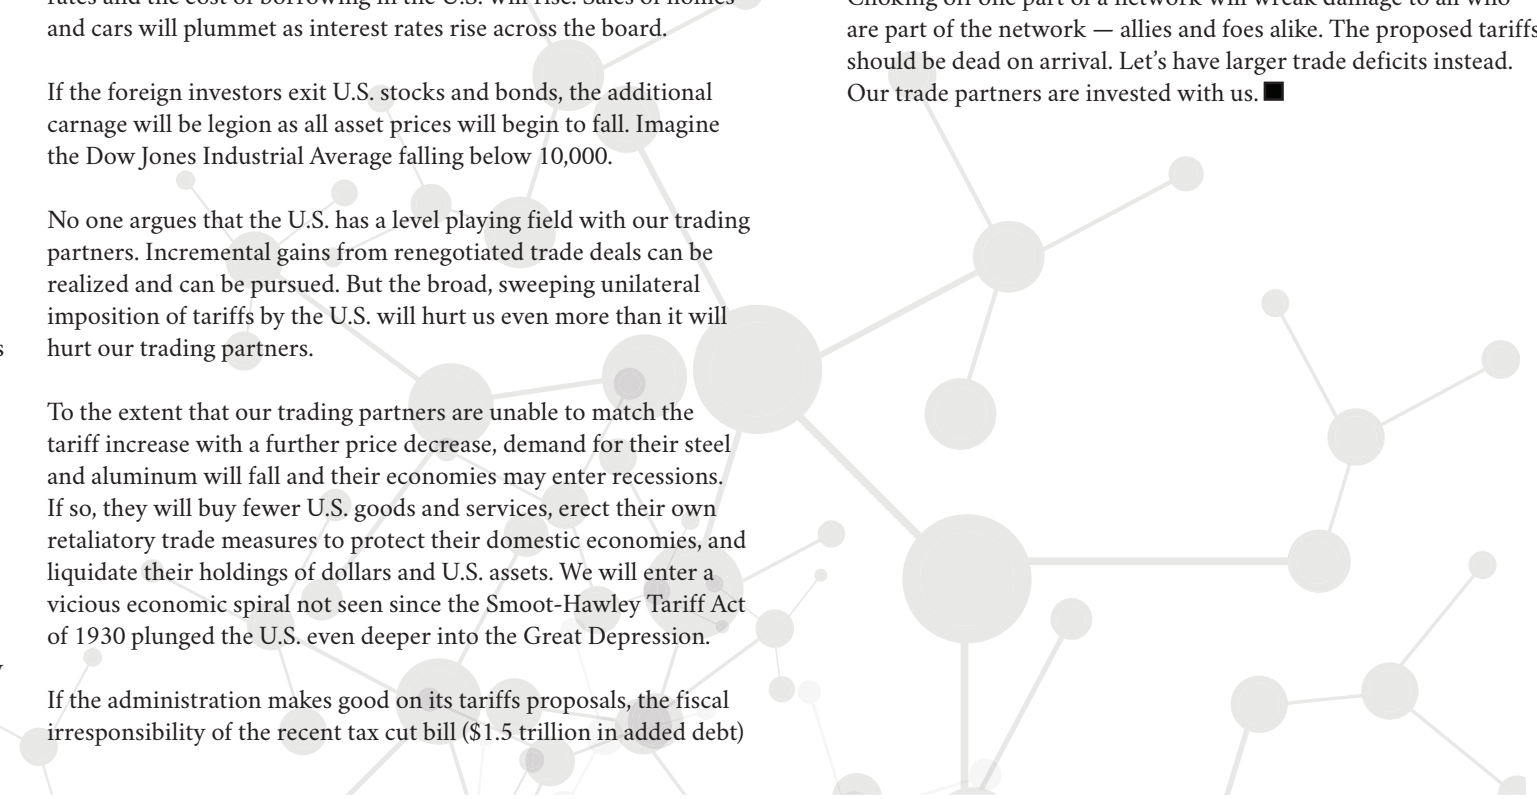 rates and the cost of borrowing in the U.S. will rise. Sales of homes
and cars will plummet as interest rates rise across the board.
If the foreign investors exit U.S. stocks and bonds, the additional
carnage will be legion as all asset prices will begin to fall. Imagine
the Dow Jones Industrial Average falling below 10,000.
No one argues that the U.S. has a level playing field with our trading
partners. Incremental gains from renegotiated trade deals can be
realized and can be pursued. But the broad, sweeping unilateral
imposition of tariffs by the U.S. will hurt us even more than it will
hurt our trading partners.
To the extent that our trading partners are unable to match the
tariff increase with a further price decrease, demand for their steel
and aluminum will fall and their economies may enter recessions.
If so, they will buy fewer U.S. goods and services, erect their own
retaliatory trade measures to protect their domestic economies, and
liquidate their holdings of dollars and U.S. assets. We will enter a
vicious economic spiral not seen since the Smoot-Hawley Tariff Act
of 1930 plunged the U.S. even deeper into the Great Depression.
If the administration makes good on its tariffs proposals, the fiscal
irresponsibility of the recent tax cut bill ($1.5 trillion in added debt)
Choking off one part of a network will wreak damage to all who
are part of the network — allies and foes alike. The proposed tariffs
should be dead on arrival. Let’s have larger trade deficits instead.
Our trade partners are invested with us. ■